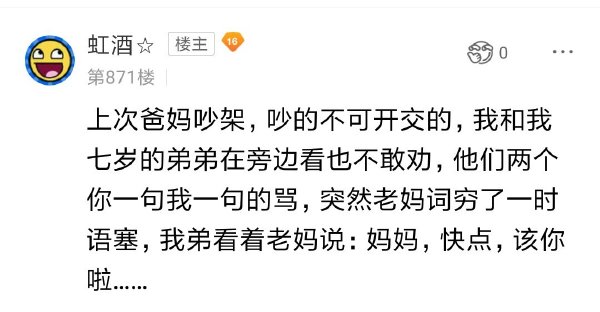 虹酒☆ 楼主 16
0
第871楼
上次爸妈吵架，吵的不可开交的，我和我
七岁的弟弟在旁边看也不敢劝，他们两个
你一句我一句的骂，突然老妈词穷了一时
语塞，我弟看着老妈说：妈妈，快点，该你
啦......